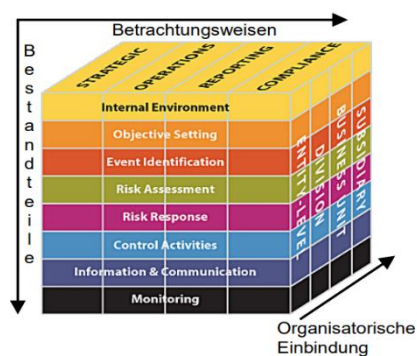 Betrachtungsweisen
Bestandteile
STRATEGIC
OPERATIONS
REPORTING
COMPLIANCE
Internal Environment
Objective Setting
Event Identification
Risk Assessment
Risk Response
Control Activities
Information & Communication
Monitoring
ENTITY-LEVEL
DIVISION
BUSINESS UNIT
SUBSIDIARY
Organisatorische
Einbindung